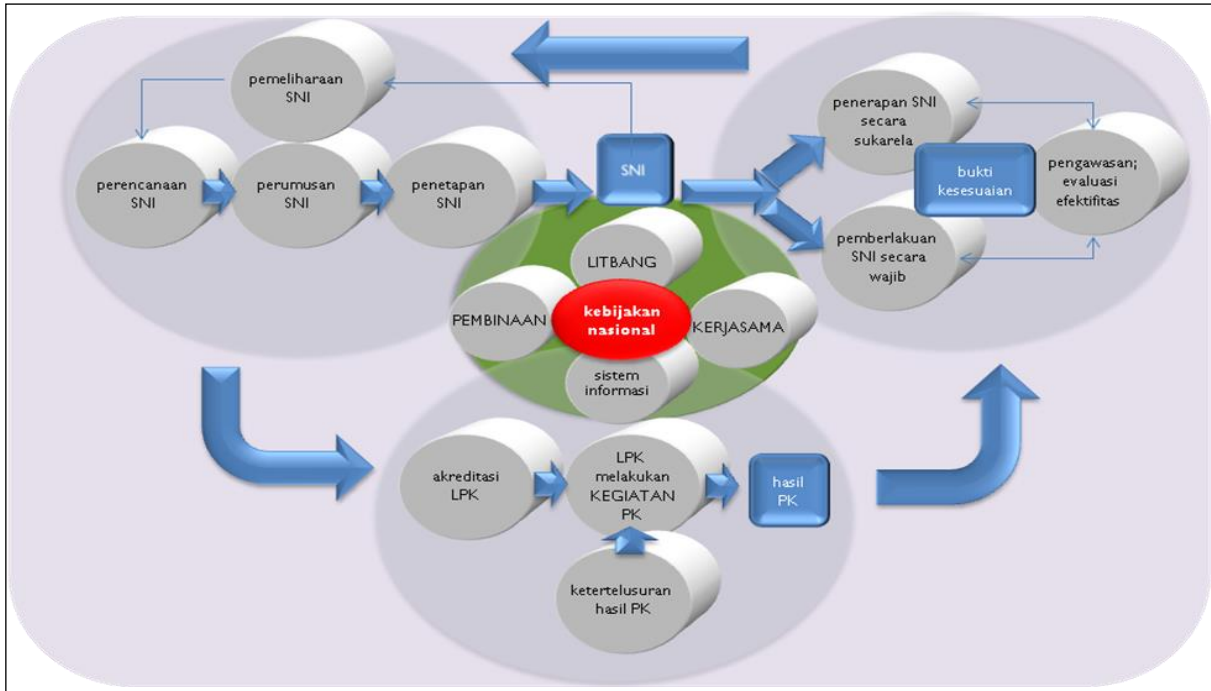 pemeliharaan
SNI
perencanaan
SNI
perumusan
SNI
penetapan
SNI
SNI
penerapan SNI
secara
sukarela
bukti
kesesuaian
pengawasan;
evaluasi
efektifitas
pemberlakuan
SNI secara
wajib
LITBANG
PEMBINAAN
kebijakan
nasional
KERJASAMA
sistem
informasi
akreditasi
LPK
LPK
melakukan
KEGIATAN
PK
hasil
PK
ketertelusuran
hasil PK